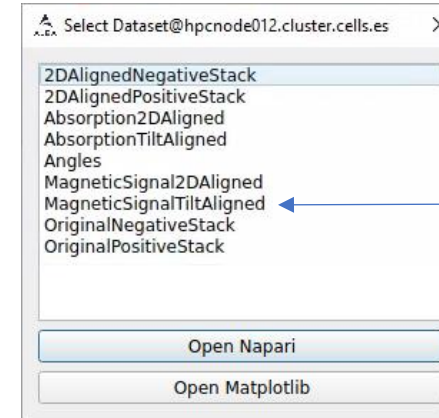 Select Dataset@hpcnode012.cluster.cells.es
2DAlignedNegativeStack
2DAlignedPositiveStack
Absorption2DAligned
AbsorptionTiltAligned
Angles
MagneticSignal2DAligned
MagneticSignalTiltAligned
OriginalNegativeStack
OriginalPositiveStack
Open Napari
Open Matplotlib